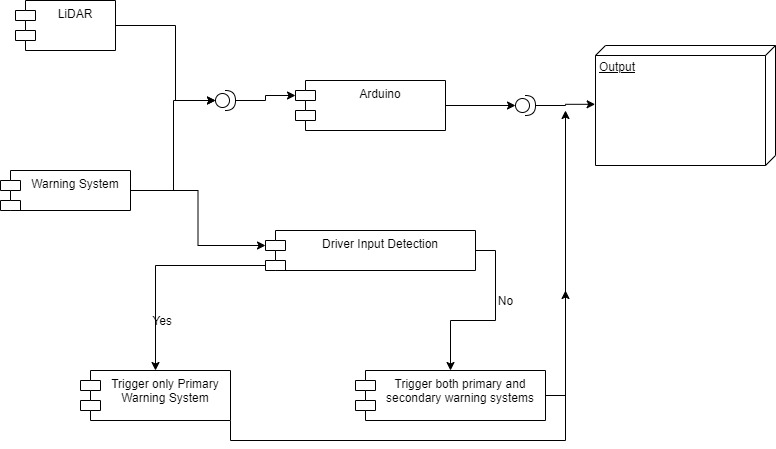 LiDAR
Arduino
Output
Warning System
Driver Input Detection
Yes
No
Trigger only Primary
Warning System
Trigger both primary and
secondary warning systems